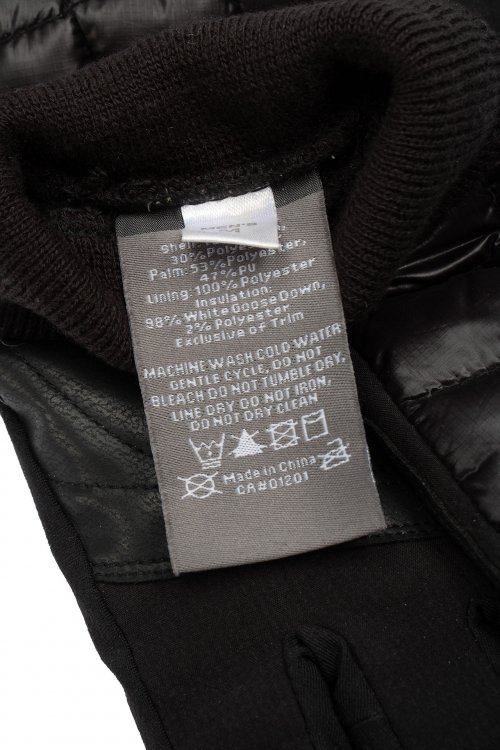 MEN'S
Shell:
30% Polyester,
Palm: 53% Polyester,
47% PU
Lining: 100% Polyester
Insulation:
98% White Goose Down,
2% Polyester
Exclusive of Trim
MACHINE WASH COLD WATER
GENTLE CYCLE, DO NOT
BLEACH DO NOT TUMBLE DRY,
LINE DRY DO NOT IRON,
DO NOT DRY CLEAN
Made in China
CA#01201